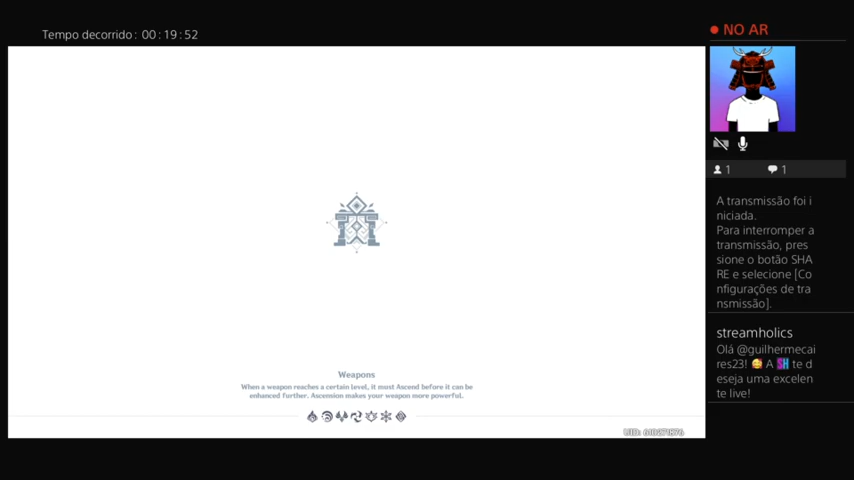 Tempo decorrido: 00:19:52
NO AR
1
1
A transmissão foi i
niciada.
Para interromper a
transmissão, pres
sione o botão SHA
RE e selecione [Co
nfigurações de tra
nsmissão].
streamholics
Olá @guilhermecai
res23! 🥰 A SH te d
eseja uma excelen
te live!
Weapons
When a weapon reaches a certain level, it must Ascend before it can be
enhanced further. Ascension makes your weapon more powerful.
UID: